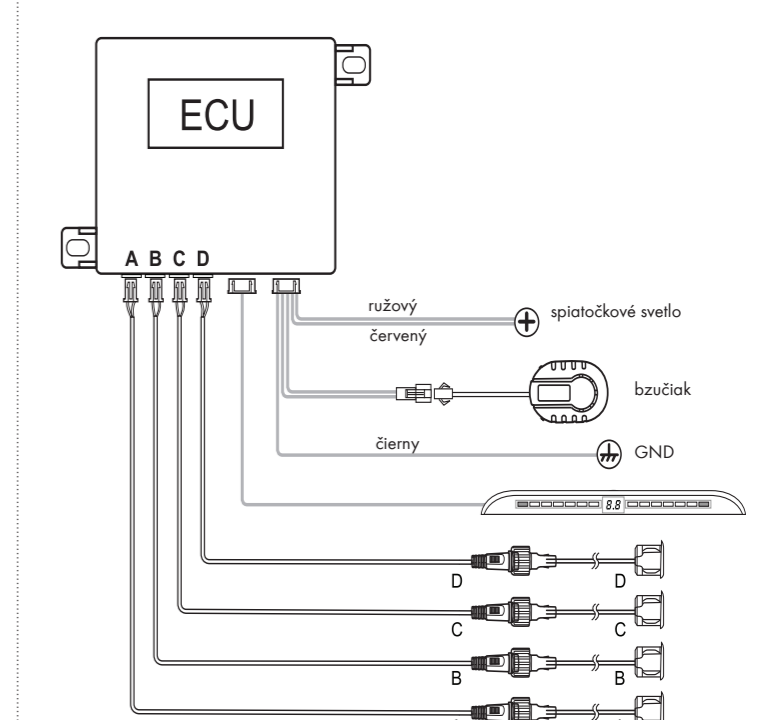 ECU
A B C D
ružový
spiatočkové svetlo
červený
bzučiak
čierny
GND
8.8
D D
C C
B B